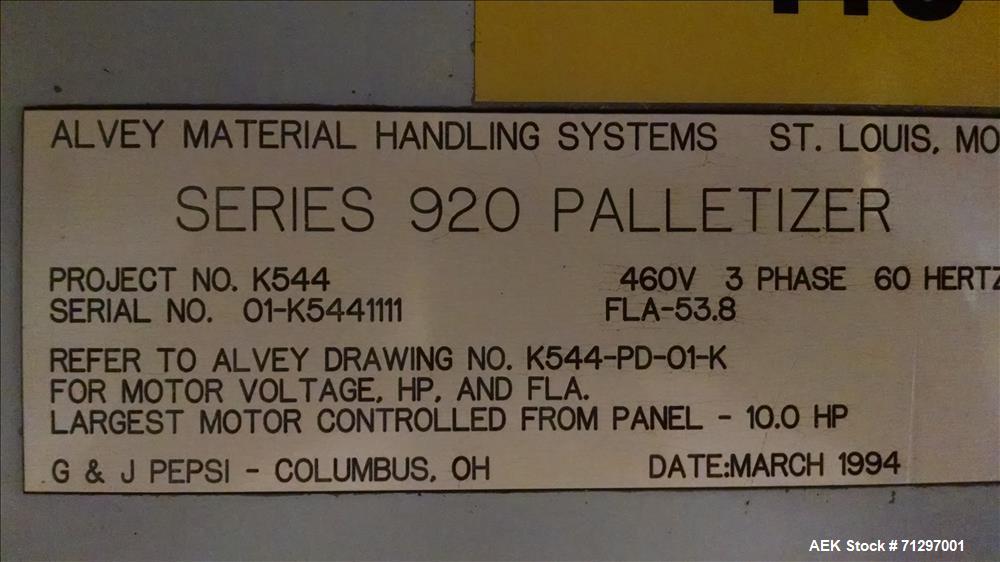 ALVEY MATERIAL HANDLING SYSTEMS ST. LOUIS, MO
SERIES 920 PALLETIZER
PROJECT NO. K544 460V 3 PHASE 60 HERTZ
SERIAL NO. 01-K5441111 FLA-53.8
REFER TO ALVEY DRAWING NO. K544-PD-01-K
FOR MOTOR VOLTAGE, HP, AND FLA.
LARGEST MOTOR CONTROLLED FROM PANEL - 10.0 HP
G & J PEPSI - COLUMBUS, OH DATE:MARCH 1994
AEK Stock # 71297001